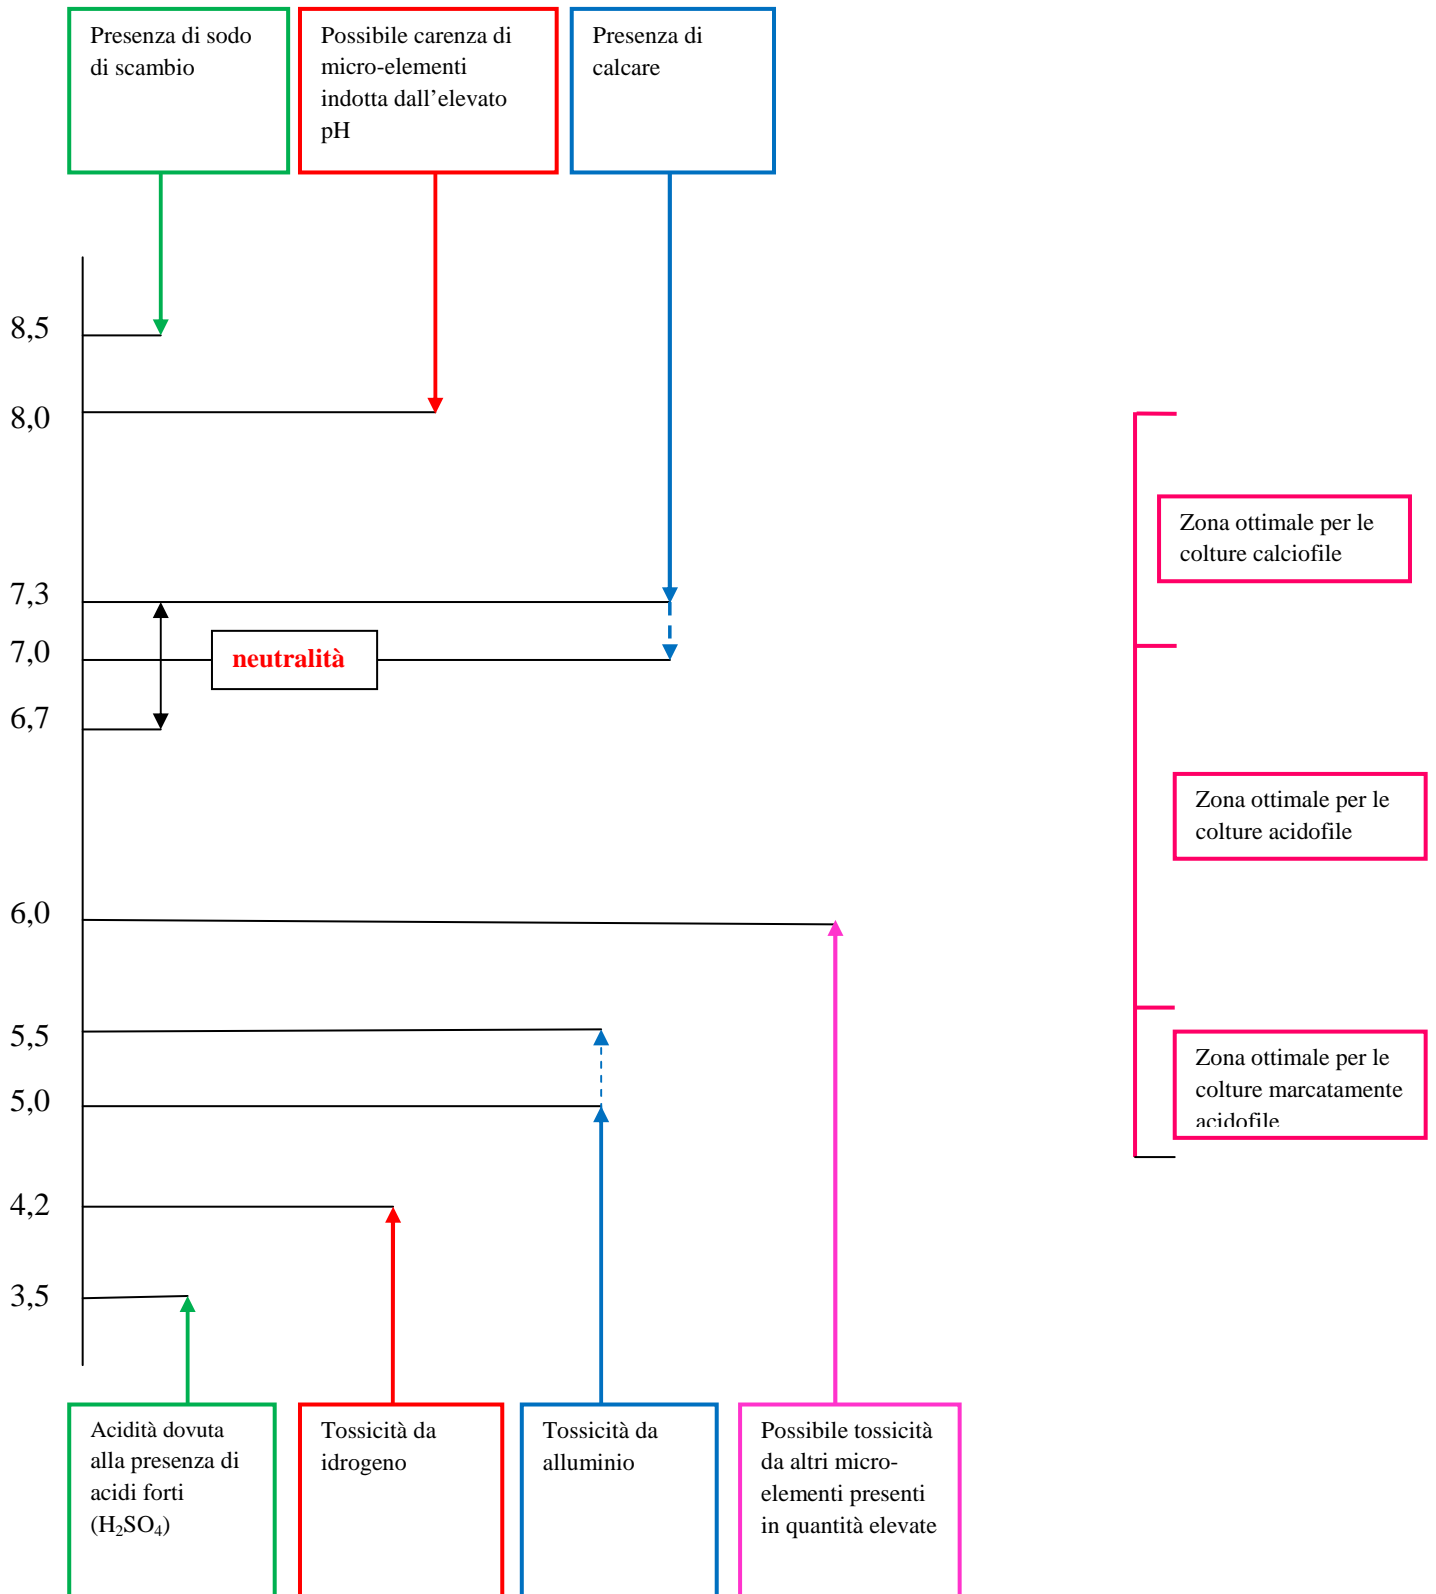 Presenza di sodo
di scambio
Possibile carenza di
micro-elementi
indotta dall'elevato
pH
Presenza di
calcare
8,5
8,0
7,3
7,0
6,7
6,0
5,5
5,0
4,2
3,5
neutralità
Zona ottimale per le
colture calciofile
Zona ottimale per le
colture acidofile
Zona ottimale per le
colture marcatamente
acidofile
Acidità dovuta
alla presenza di
acidi forti
(H₂SO₄)
Tossicità da
idrogeno
Tossicità da
alluminio
Possibile tossicità
da altri micro-
elementi presenti
in quantità elevate